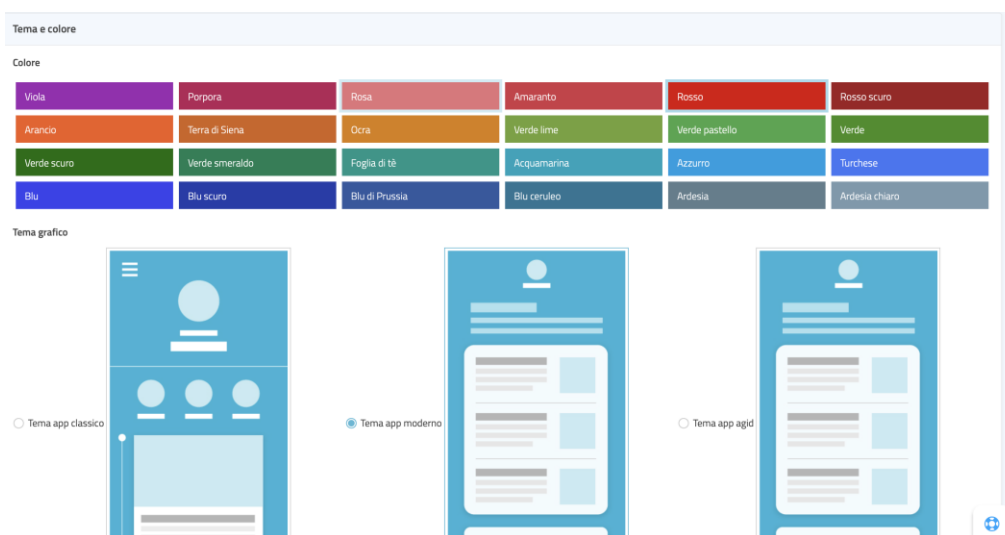 Tema e colore
Colore
Viola Porpora Rosa Amaranto Rosso Rosso scuro
Arancio Terra di Siena Ocra Verde lime Verde pastello Verde
Verde scuro Verde smeraldo Foglia di tè Acquamarina Azzurro Turchese
Blu Blu scuro Blu di Prussia Blu ceruleo Ardesia Ardesia chiaro
Tema grafico
Tema app classico Tema app moderno Tema app agid